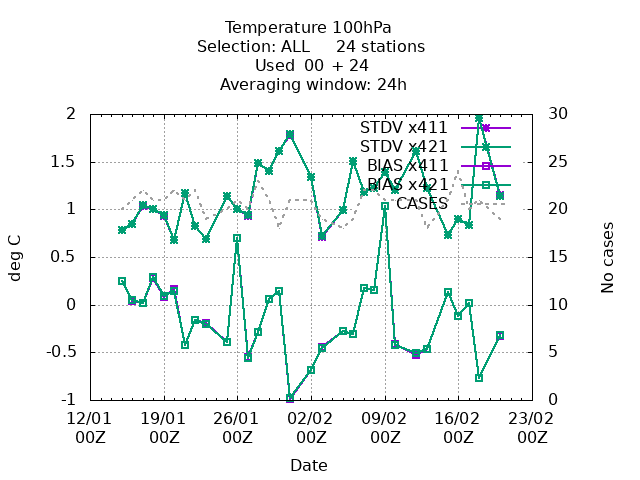 Temperature 100hPa
Selection: ALL 24 stations
Used 00 + 24
Averaging window: 24h
2
1.5
1
0.5
0
-0.5
-1
deg C
30
25
20
15
10
5
0
No cases
STDV x411
STDV x421
BIAS x411
BIAS x421
CASES
12/01 19/01 26/01 02/02 09/02 16/02 23/02
00Z 00Z 00Z 00Z 00Z 00Z 00Z
Date